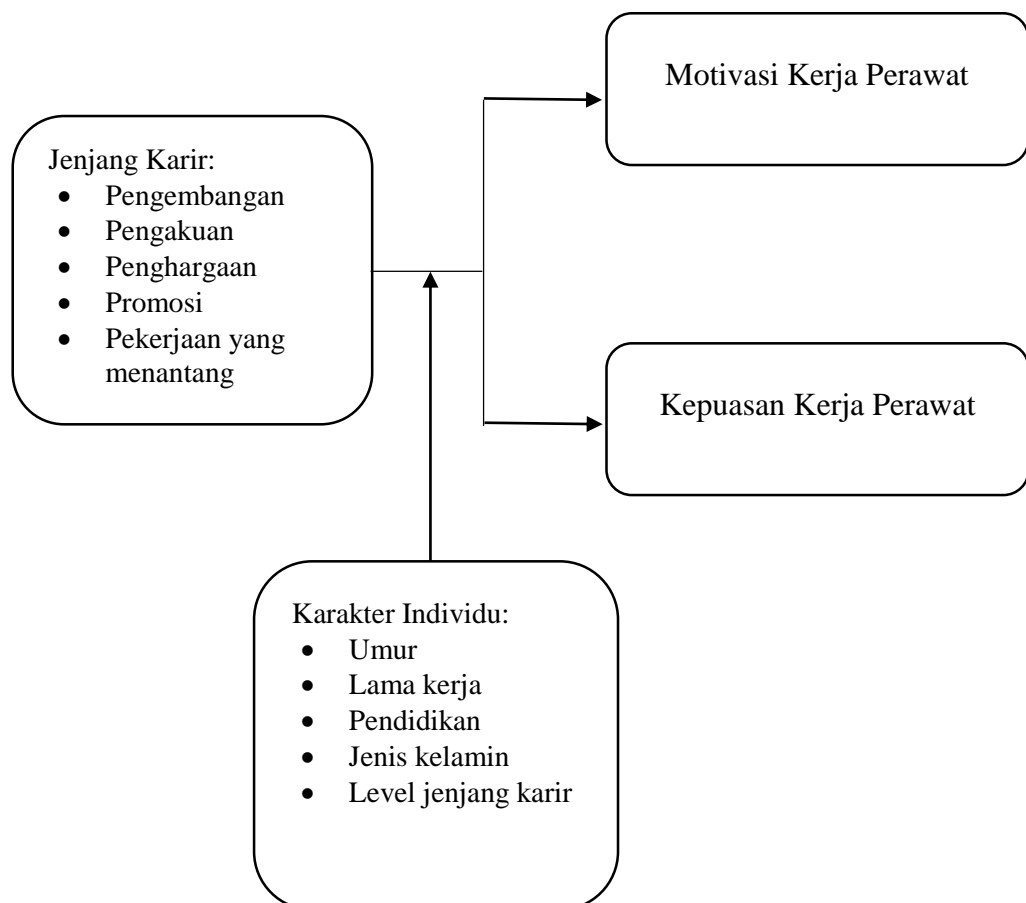 Motivasi Kerja Perawat
Jenjang Karir:
• Pengembangan
• Pengakuan
• Penghargaan
• Promosi
• Pekerjaan yang
menantang
Kepuasan Kerja Perawat
Karakter Individu:
• Umur
• Lama kerja
• Pendidikan
• Jenis kelamin
• Level jenjang karir